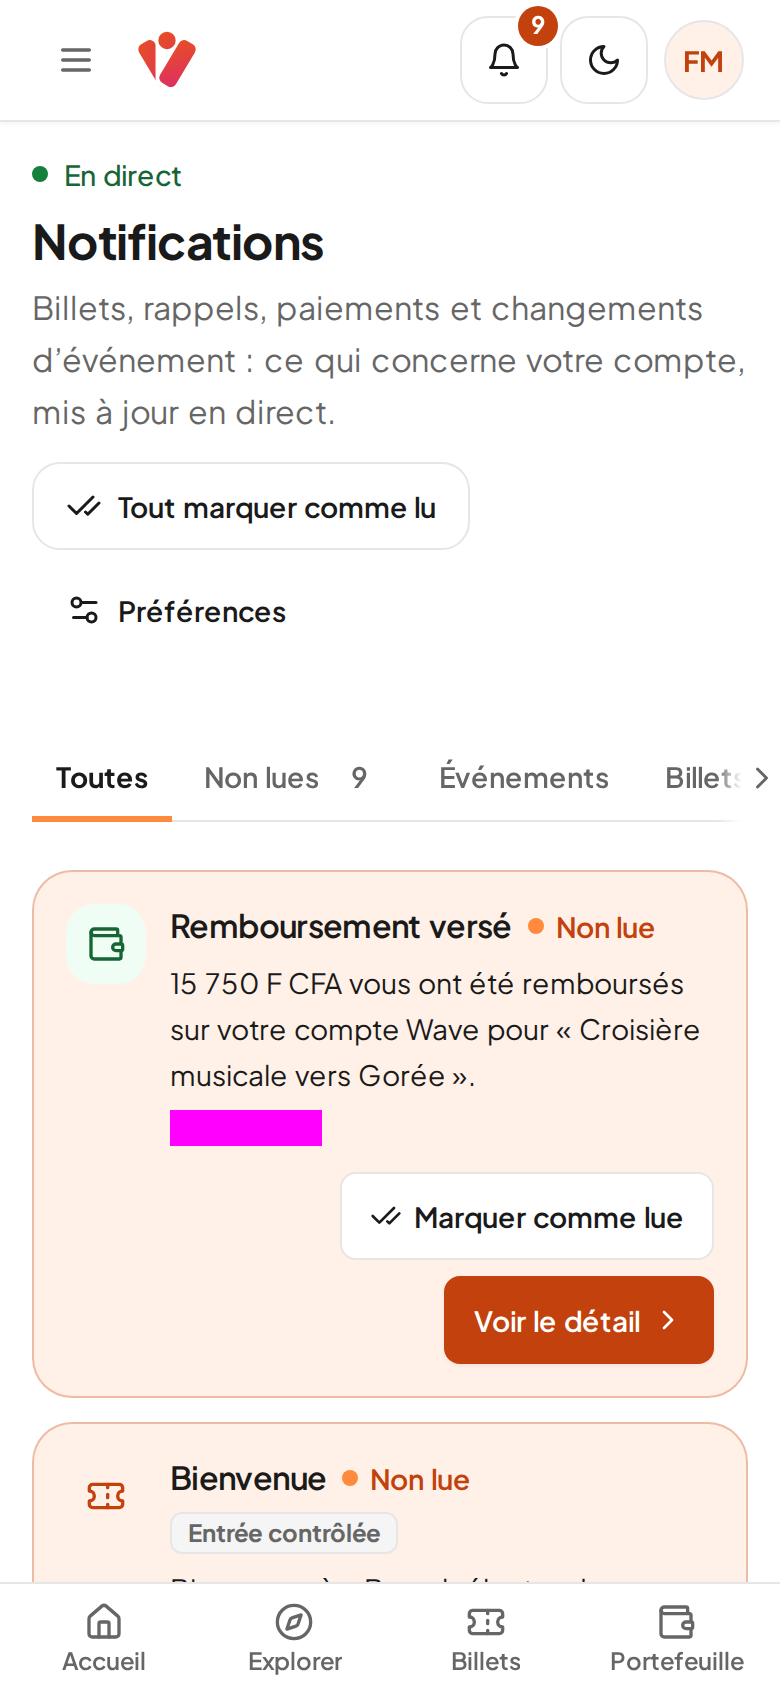 9
FM
En direct
Notifications
Billets, rappels, paiements et changements
d’événement : ce qui concerne votre compte,
mis à jour en direct.
Tout marquer comme lu
Préférences
Toutes Non lues 9 Événements Billets
Remboursement versé Non lue
15 750 F CFA vous ont été remboursés
sur votre compte Wave pour « Croisière
musicale vers Gorée ».
Marquer comme lue
Voir le détail
Bienvenue Non lue
Entrée contrôlée
Accueil Explorer Billets Portefeuille